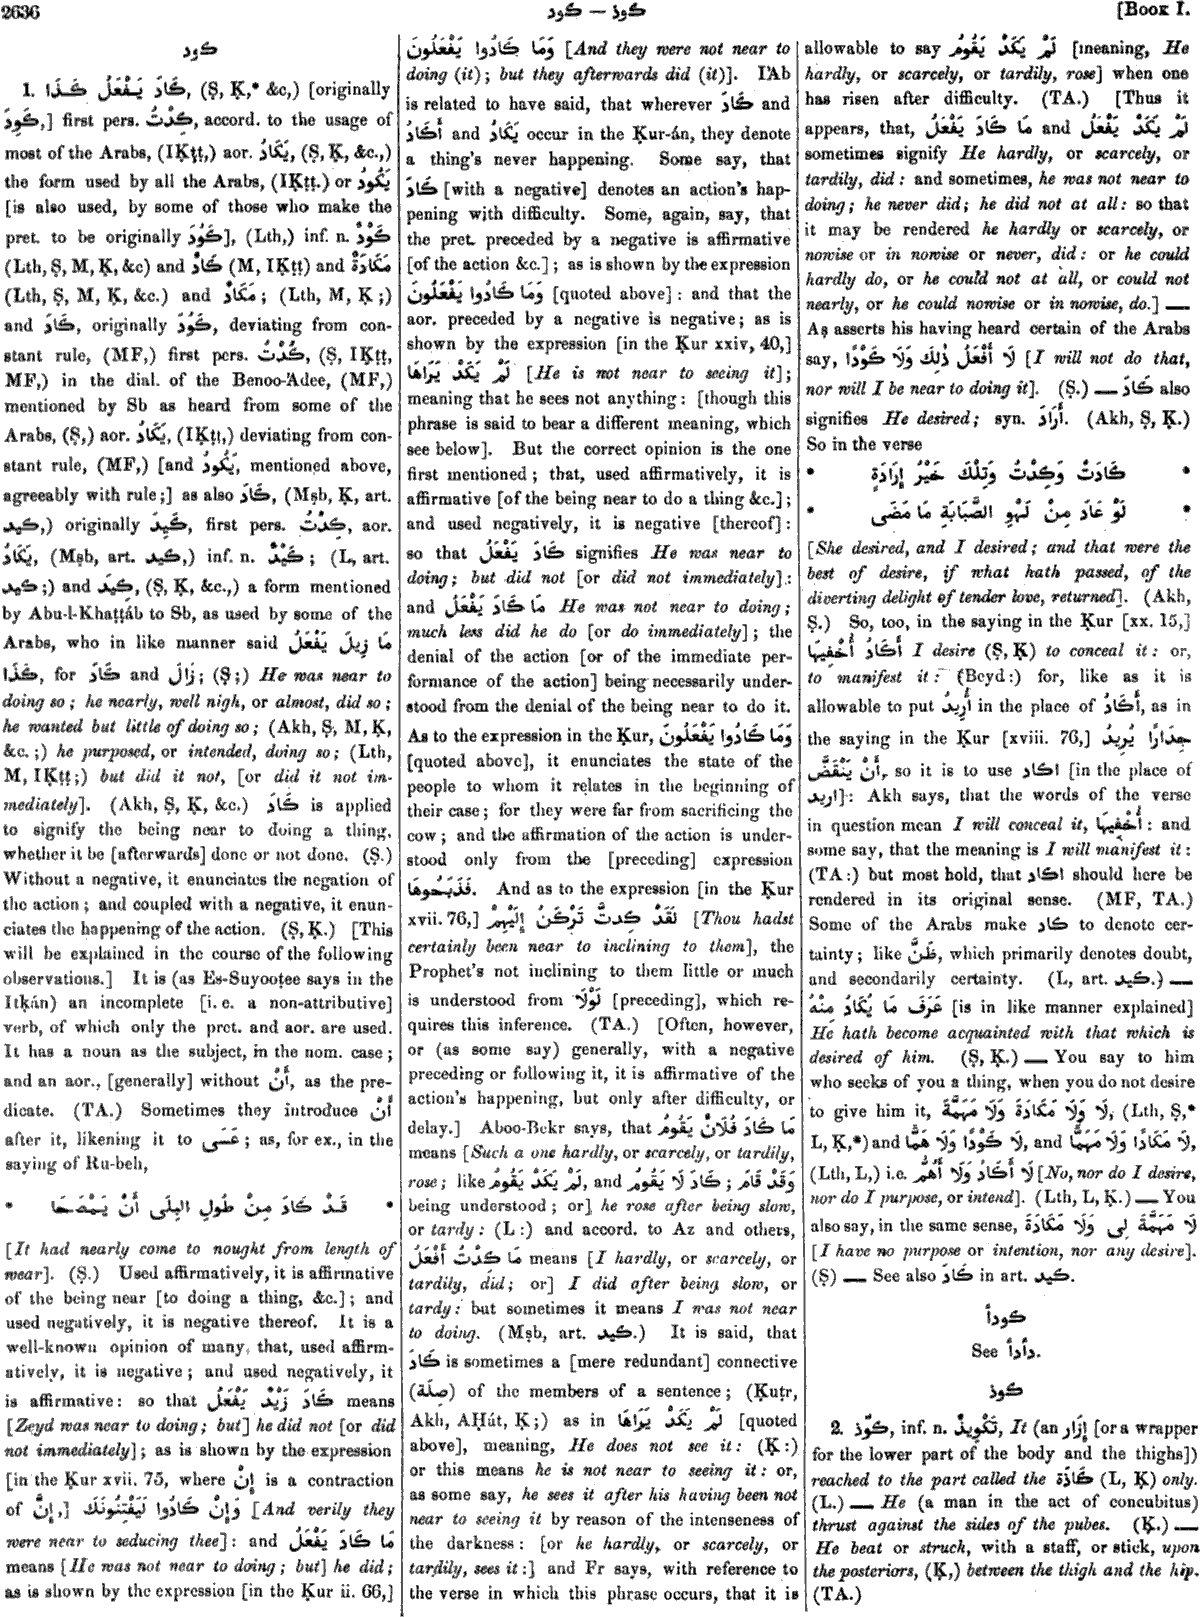 2636
كود — كوذ
[Book I.
كود
1. كَادَ يَفْعَلُ كَذَا, (Ṣ, Ḳ,* &c,) [originally
كَوِدَ,] first pers. كِدْتُ, accord. to the usage of
most of the Arabs, (IḲṭṭ,) aor. يَكَادُ, (Ṣ, Ḳ, &c.,)
the form used by all the Arabs, (IḲṭṭ.) or يَكُودُ
[is also used, by some of those who make the
pret. to be originally كَوُدَ], (Lth,) inf. n. كَوْدٌ
(Lth, Ṣ, M, Ḳ, &c) and كَادٌ (M, IḲṭṭ) and مَكَادَةٌ
(Lth, Ṣ, M, Ḳ, &c.) and مَكَادٌ; (Lth, M, Ḳ;)
and كَادَ, originally كَوُدَ, deviating from con-
stant rule, (MF,) first pers. كُدْتُ, (Ṣ, IḲṭṭ,
MF,) in the dial. of the Benoo-'Adee, (MF,)
mentioned by Sb as heard from some of the
Arabs, (Ṣ,) aor. يَكَادُ, (IḲṭṭ,) deviating from con-
stant rule, (MF,) [and يَكُودُ, mentioned above,
agreeably with rule;] as also كَادَ, (Mṣb, Ḳ, art.
كيد,) originally كَيِدَ, first pers. كِدْتُ, aor.
يَكَادُ, (Mṣb, art. كيد,) inf. n. كَيْدٌ; (L, art.
كيد;) and كِيدَ, (Ṣ, Ḳ, &c.,) a form mentioned
by Abu-l-Khaṭṭáb to Sb, as used by some of the
Arabs, who in like manner said مَا زِيلَ يَفْعَلُ
كَذَا, for كَادَ and زَالَ; (Ṣ;) He was near to
doing so; he nearly, well nigh, or almost, did so;
he wanted but little of doing so; (Akh, Ṣ, M, Ḳ,
&c.;) he purposed, or intended, doing so; (Lth,
M, IḲṭṭ;) but did it not, [or did it not im-
mediately]. (Akh, Ṣ, Ḳ, &c.) كَادَ is applied
to signify the being near to doing a thing,
whether it be [afterwards] done or not done. (Ṣ.)
Without a negative, it enunciates the negation of
the action; and coupled with a negative, it enun-
ciates the happening of the action. (Ṣ, Ḳ.) [This
will be explained in the course of the following
observations.] It is (as Es-Suyooṭee says in the
Itḳán) an incomplete [i. e. a non-attributive]
verb, of which only the pret. and aor. are used.
It has a noun as the subject, in the nom. case;
and an aor., [generally] without أَنْ, as the pre-
dicate. (TA.) Sometimes they introduce أَنْ
after it, likening it to عَسَى; as, for ex., in the
saying of Ru-beh,
* قَدْ كَادَ مِنْ طُولِ البِلَى أَنْ يَمْصَحَا *
[It had nearly come to nought from length of
wear]. (Ṣ.) Used affirmatively, it is affirmative
of the being near [to doing a thing, &c.]; and
used negatively, it is negative thereof. It is a
well-known opinion of many, that, used affirm-
atively, it is negative; and used negatively, it
is affirmative: so that كَادَ زَيْدٌ يَفْعَلُ means
[Zeyd was near to doing; but] he did not [or did
not immediately]; as is shown by the expression
[in the Ḳur xvii. 75, where إِنْ is a contraction
of إِنَّ,] وَإِنْ كَادُوا لَيَفْتِنُونَكَ [And verily they
were near to seducing thee]: and مَا كَادَ يَفْعَلُ
means [He was not near to doing; but] he did;
as is shown by the expression [in the Ḳur ii. 66,]
وَمَا كَادُوا يَفْعَلُونَ [And they were not near to
doing (it); but they afterwards did (it)]. I'Ab
is related to have said, that wherever كَادَ and
أَكَادُ and يَكَادُ occur in the Ḳur-án, they denote
a thing's never happening. Some say, that
كَادَ [with a negative] denotes an action's hap-
pening with difficulty. Some, again, say, that
the pret. preceded by a negative is affirmative
[of the action &c.]; as is shown by the expression
وَمَا كَادُوا يَفْعَلُونَ [quoted above]: and that the
aor. preceded by a negative is negative; as is
shown by the expression [in the Ḳur xxiv, 40,]
لَمْ يَكَدْ يَرَاهَا [He is not near to seeing it];
meaning that he sees not anything: [though this
phrase is said to bear a different meaning, which
see below]. But the correct opinion is the one
first mentioned; that, used affirmatively, it is
affirmative [of the being near to do a thing &c.];
and used negatively, it is negative [thereof]:
so that كَادَ يَفْعَلُ signifies He was near to
doing; but did not [or did not immediately].:
and مَا كَادَ يَفْعَلُ He was not near to doing;
much less did he do [or do immediately]; the
denial of the action [or of the immediate per-
formance of the action] being necessarily under-
stood from the denial of the being near to do it.
As to the expression in the Ḳur, وَمَا كَادُوا يَفْعَلُونَ
[quoted above], it enunciates the state of the
people to whom it relates in the beginning of
their case; for they were far from sacrificing the
cow; and the affirmation of the action is under-
stood only from the [preceding] expression
فَذَبَحُوهَا. And as to the expression [in the Ḳur
xvii. 76,] لَقَدْ كِدتَّ تَرْكَنُ إِلَيْهِمْ [Thou hadst
certainly been near to inclining to them], the
Prophet's not inclining to them little or much
is understood from لَوْلَا [preceding], which re-
quires this inference. (TA.) [Often, however,
or (as some say) generally, with a negative
preceding or following it, it is affirmative of the
action's happening, but only after difficulty, or
delay.] Aboo-Bekr says, that مَا كَادَ فُلَانٌ يَقُومُ
means [Such a one hardly, or scarcely, or tardily,
rose; like لَمْ يَكَدْ يَقُومُ, and كَادَ لَا يَقُومُ; وَقَدْ قَامَ
being understood; or] he rose after being slow,
or tardy: (L:) and accord. to Az and others,
مَا كِدْتُ أَفْعَلُ means [I hardly, or scarcely, or
tardily, did; or] I did after being slow, or
tardy: but sometimes it means I was not near
to doing. (Mṣb, art. كيد.) It is said, that
كَادَ is sometimes a [mere redundant] connective
(صِلَة) of the members of a sentence; (Ḳuṭr,
Akh, AḤát, Ḳ;) as in لَمْ يَكَدْ يَرَاهَا [quoted
above], meaning, He does not see it: (Ḳ:)
or this means he is not near to seeing it: or,
as some say, he sees it after his having been not
near to seeing it by reason of the intenseness of
the darkness: [or he hardly, or scarcely, or
tardily, sees it:] and Fr says, with reference to
the verse in which this phrase occurs, that it is
allowable to say لَمْ يَكَدْ يَقُومُ [meaning, He
hardly, or scarcely, or tardily, rose] when one
has risen after difficulty. (TA.) [Thus it
appears, that, مَا كَادَ يَفْعَلُ and لَمْ يَكَدْ يَفْعَلُ
sometimes signify He hardly, or scarcely, or
tardily, did: and sometimes, he was not near to
doing; he never did; he did not at all: so that
it may be rendered he hardly or scarcely, or
nowise or in nowise or never, did: or he could
hardly do, or he could not at all, or could not
nearly, or he could nowise or in nowise, do.] —
Aṣ asserts his having heard certain of the Arabs
say, لَا أَفْعَلُ ذٰلِكَ وَلَا كَوْدًا [I will not do that,
nor will I be near to doing it]. (Ṣ.) — كَادَ also
signifies He desired; syn. أَرَادَ. (Akh, Ṣ, Ḳ.)
So in the verse
* كَادَتْ وَكِدْتُ وَتِلْكَ خَيْرُ إِرَادَةٍ *
* لَوْ عَادَ مِنْ لَهْوِ الصَّبَابَةِ مَا مَضَى *
[She desired, and I desired; and that were the
best of desire, if what hath passed, of the
diverting delight of tender love, returned]. (Akh,
Ṣ.) So, too, in the saying in the Ḳur [xx. 15,]
أَكَادُ أُخْفِيهَا I desire (Ṣ, Ḳ) to conceal it: or,
to manifest it: (Beyd:) for, like as it is
allowable to put أُرِيدُ in the place of أَكَادُ, as in
the saying in the Ḳur [xviii. 76,] جِدَارًا يُرِيدُ
أَنْ يَنْقَضَّ, so it is to use اكاد [in the place of
اريد]: Akh says, that the words of the verse
in question mean I will conceal it, أُخْفِيهَا: and
some say, that the meaning is I will manifest it:
(TA:) but most hold, that اكاد should here be
rendered in its original sense. (MF, TA.)
Some of the Arabs make كاد to denote cer-
tainty; like ظَنَّ, which primarily denotes doubt,
and secondarily certainty. (L, art. كيد.) —
عَرَفَ مَا يُكَادُ مِنْهُ [is in like manner explained]
He hath become acquainted with that which is
desired of him. (Ṣ, Ḳ.) — You say to him
who seeks of you a thing, when you do not desire
to give him it, لَا وَلَا مَكَادَةَ وَلَا مَهَمَّةَ, (Lth, Ṣ,*
L, Ḳ,*) and لَا كَوْدًا وَلَا هَمًّا, and لَا مَكَادًا وَلَا مَهَمًّا,
(Lth, L,) i.e. لَا أَكَادُ وَلَا أَهُمُّ [No, nor do I desire,
nor do I purpose, or intend]. (Lth, L, Ḳ.) — You
also say, in the same sense, لَا مَهَمَّةَ لِى وَلَا مَكَادَةَ
[I have no purpose or intention, nor any desire].
(Ṣ) — See also كَادَ in art. كيد.
كودأ
See دأدأ.
كوذ
2. كَوَّذَ, inf. n. تَكْوِيذٌ, It (an إِزَار [or a wrapper
for the lower part of the body and the thighs])
reached to the part called the كَاذَة (L, Ḳ) only.
(L.) — He (a man in the act of concubitus)
thrust against the sides of the pubes. (Ḳ.) —
He beat or struck, with a staff, or stick, upon
the posteriors, (Ḳ,) between the thigh and the hip.
(TA.)